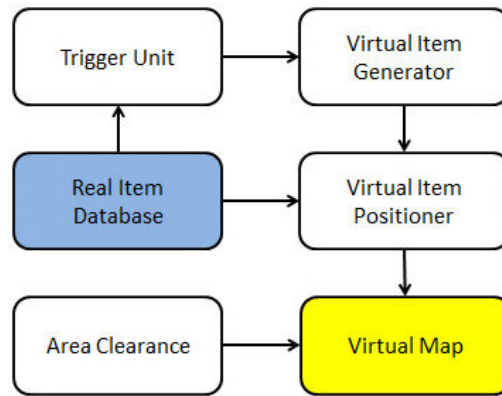 Trigger Unit
Virtual Item
Generator
Real Item
Database
Virtual Item
Positioner
Area Clearance
Virtual Map